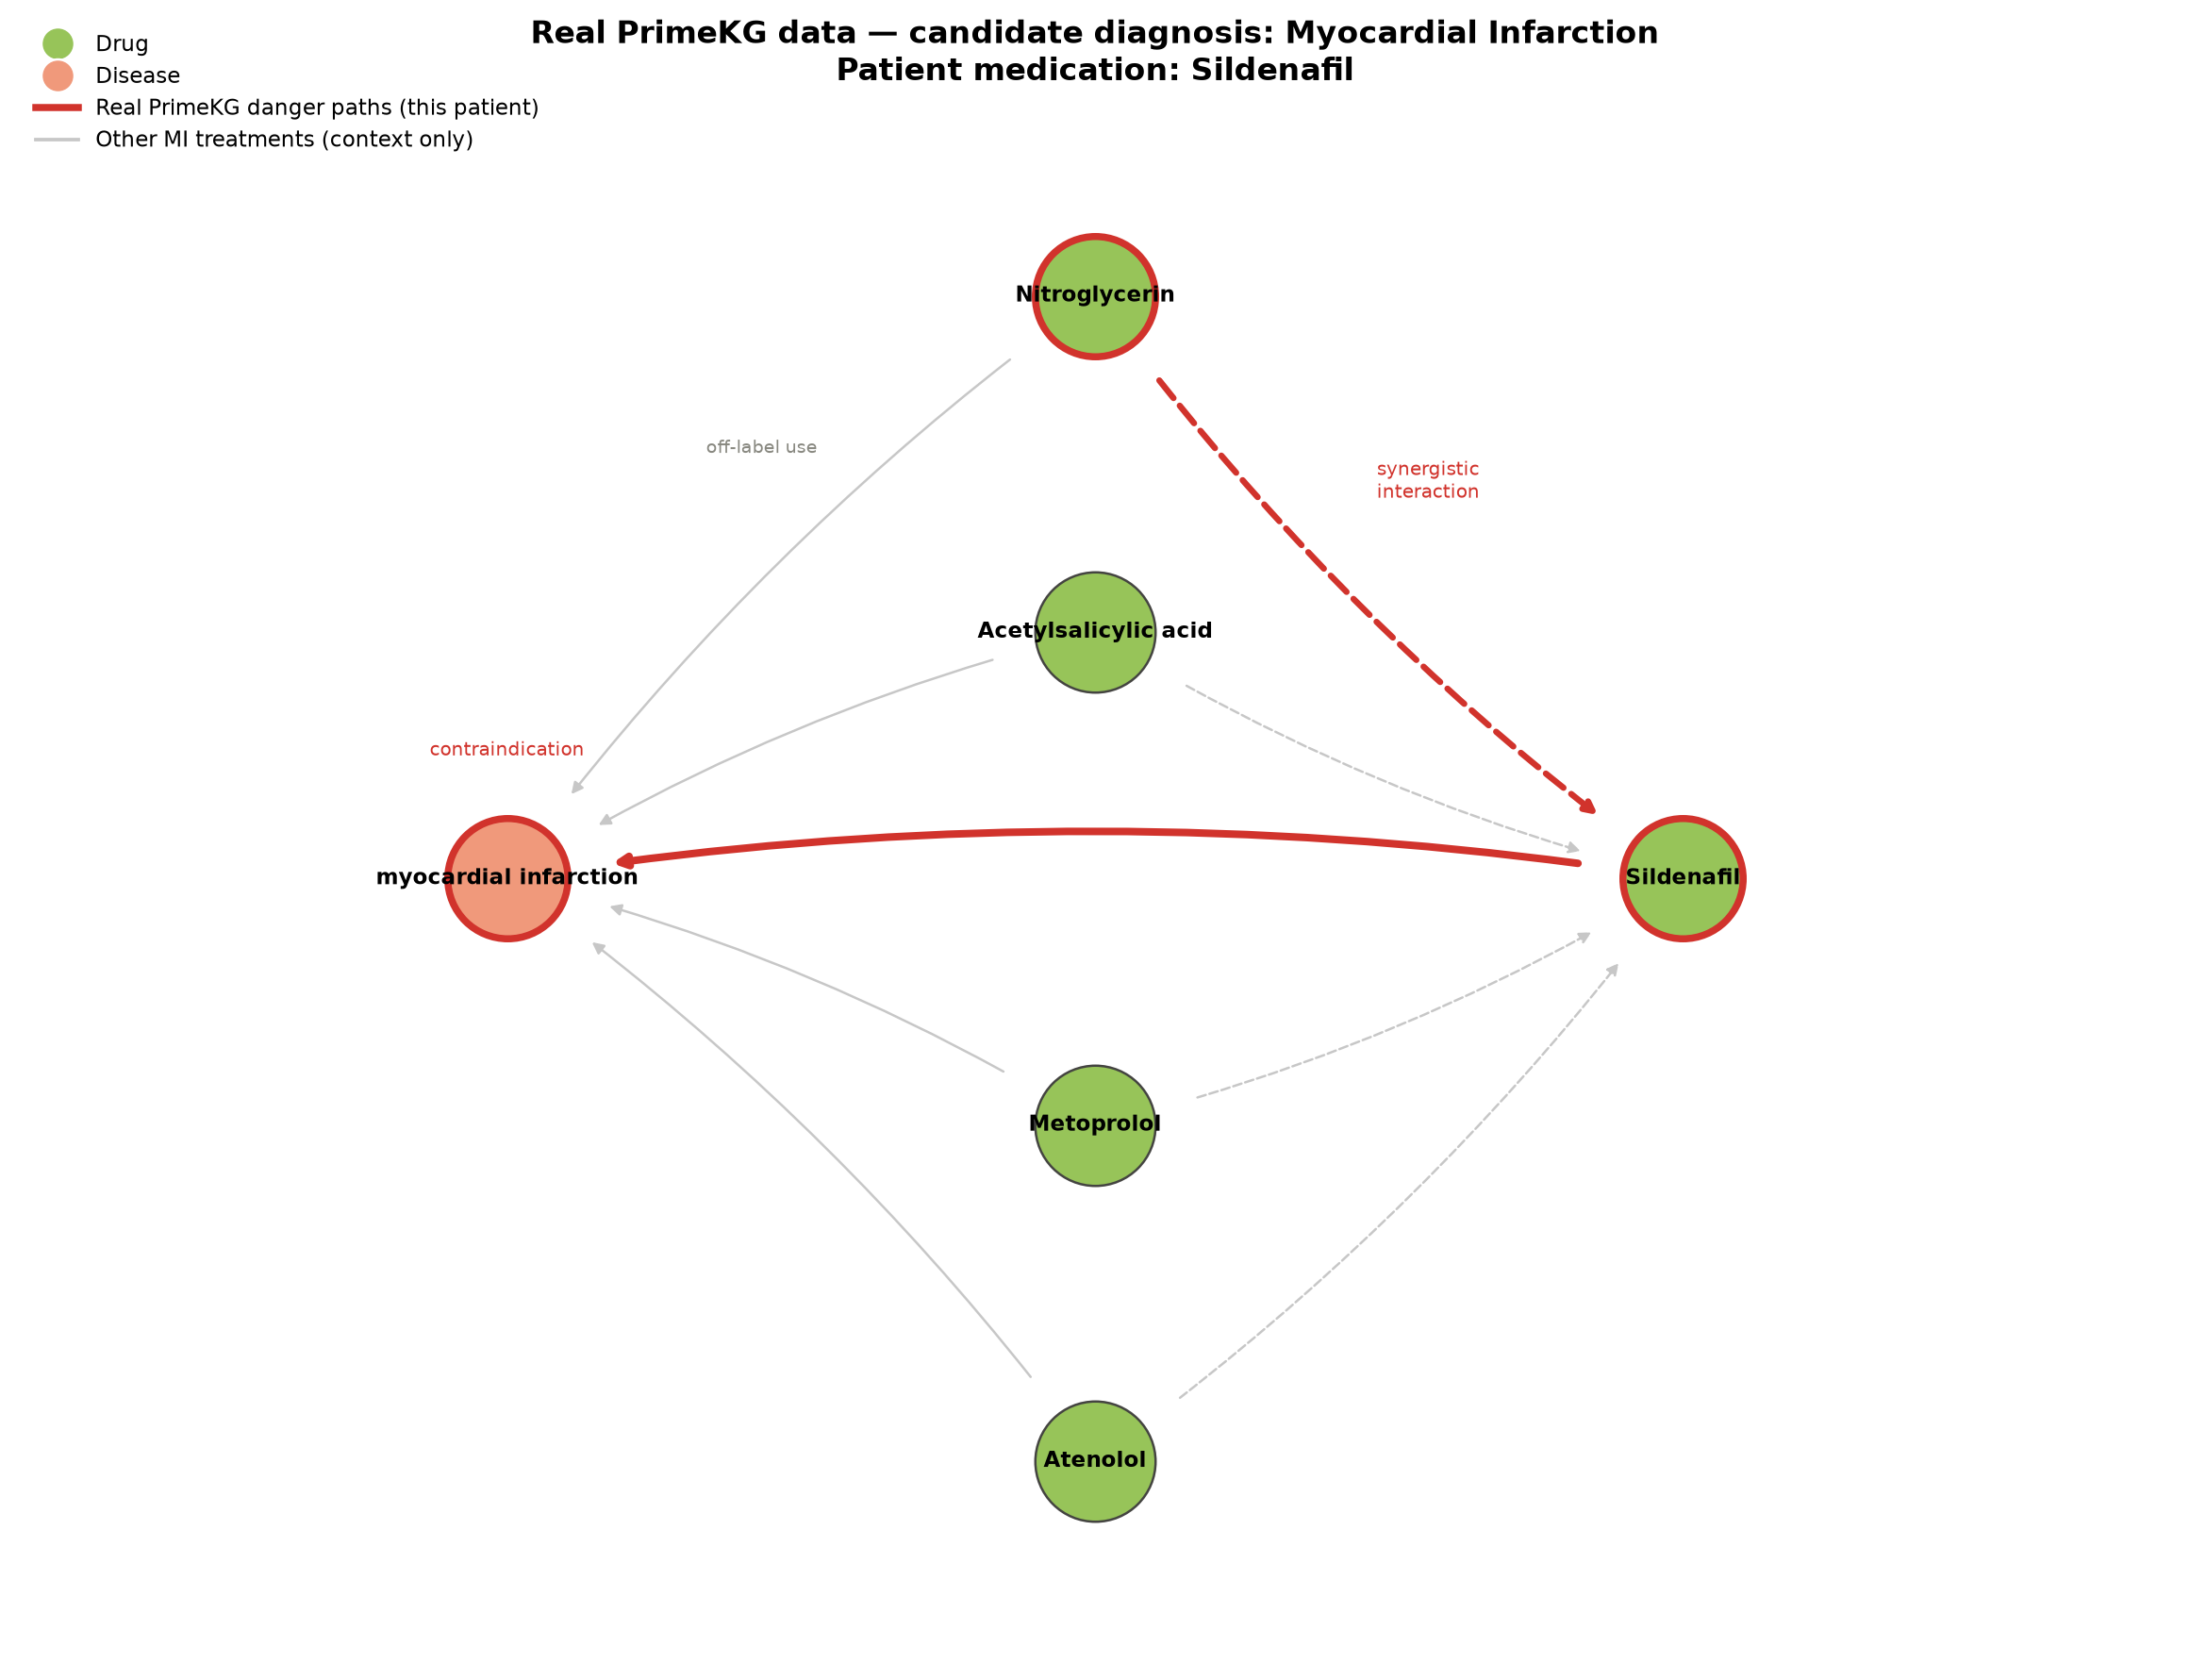 Real PrimeKG data — candidate diagnosis: Myocardial Infarction
Patient medication: Sildenafil
Drug
Disease
Real PrimeKG danger paths (this patient)
Other MI treatments (context only)
Nitroglycerin
off-label use
synergistic
interaction
Acetylsalicylic acid
contraindication
myocardial infarction
Sildenafil
Metoprolol
Atenolol